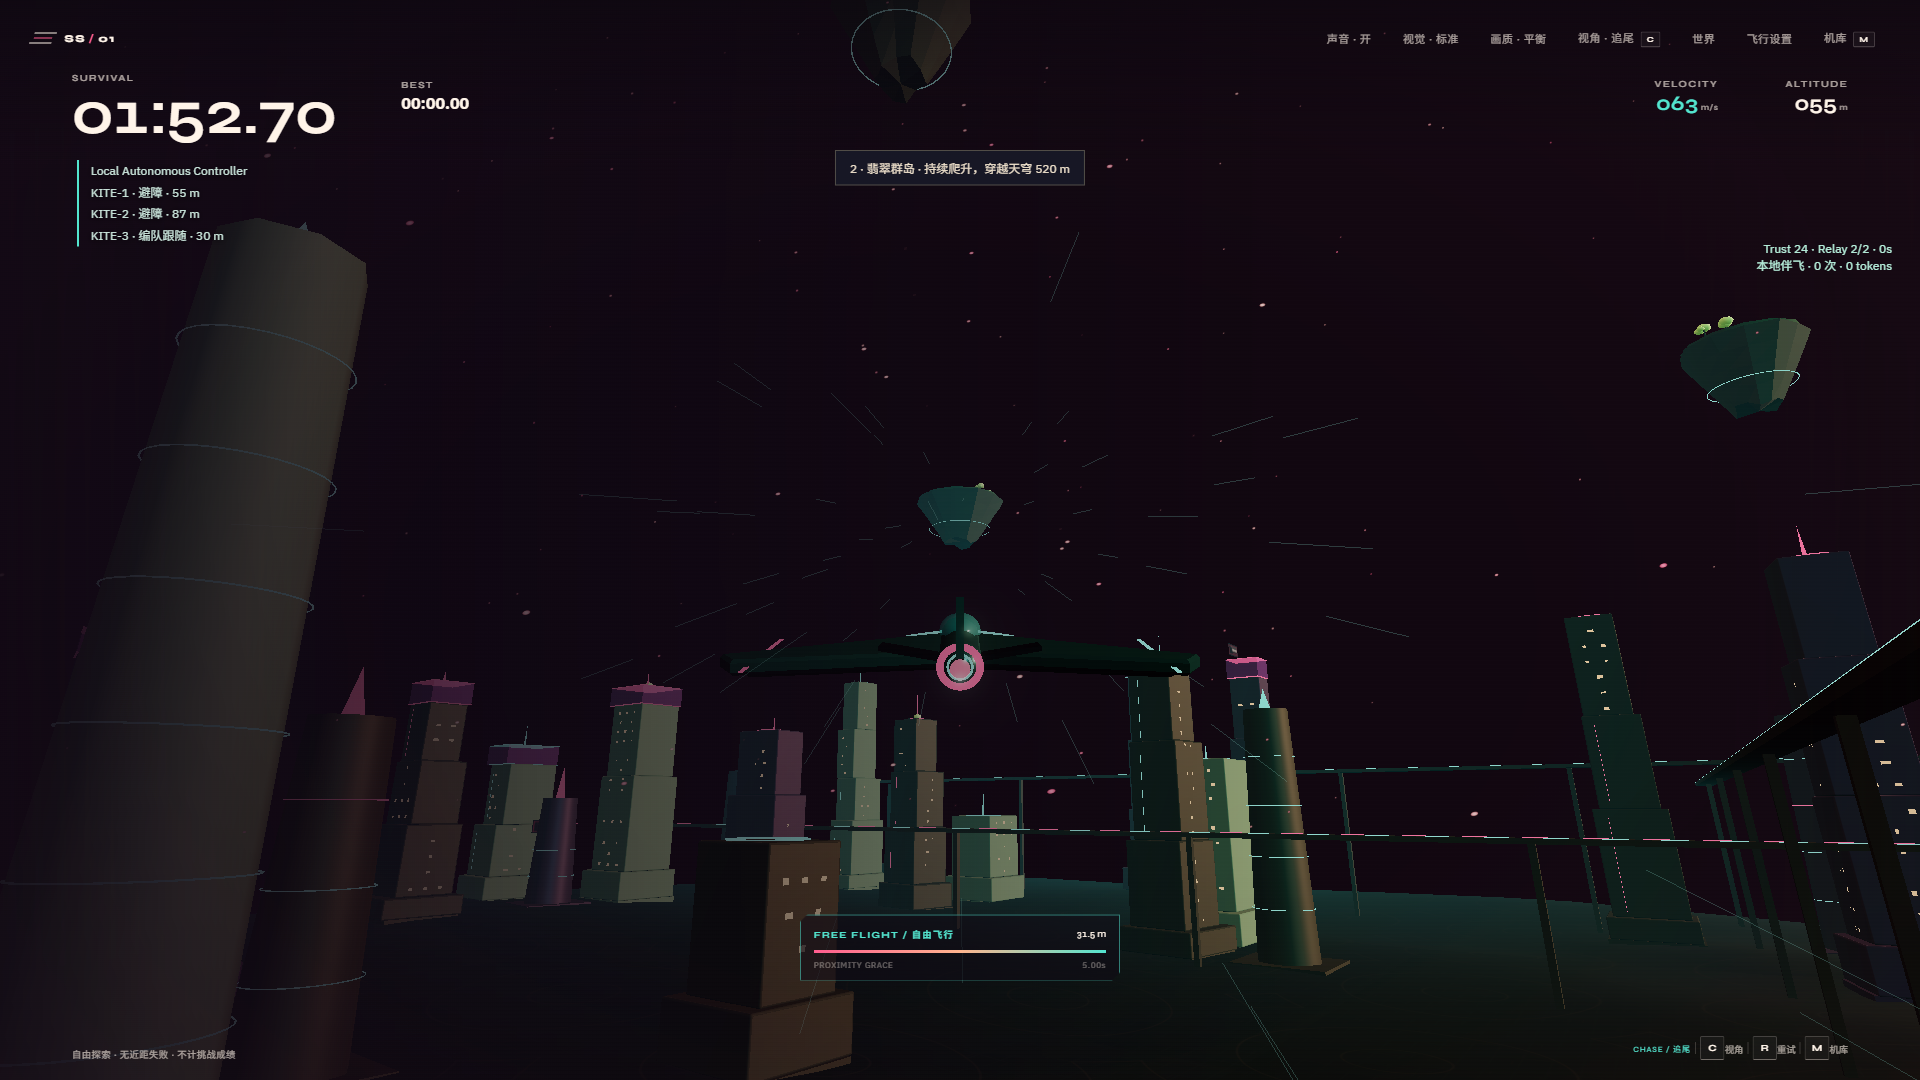 SS / 01
声音 · 开
视觉 · 标准
画质 · 平衡
视角 · 追尾 C
世界
飞行设置
机库 M
SURVIVAL
01:52.70
BEST
00:00.00
VELOCITY
063 m/s
ALTITUDE
055 m
2 · 翡翠群岛 · 持续爬升，穿越天穹 520 m
Local Autonomous Controller
KITE-1 · 避障 · 55 m
KITE-2 · 避障 · 87 m
KITE-3 · 编队跟随 · 30 m
Trust 24 · Relay 2/2 · 0s
本地伴飞 · 0 次 · 0 tokens
FREE FLIGHT / 自由飞行 31.5 m
PROXIMITY GRACE 5.00s
自由探索 · 无近距失败 · 不计挑战成绩
CHASE / 追尾 C 视角 R 重试 M 机库